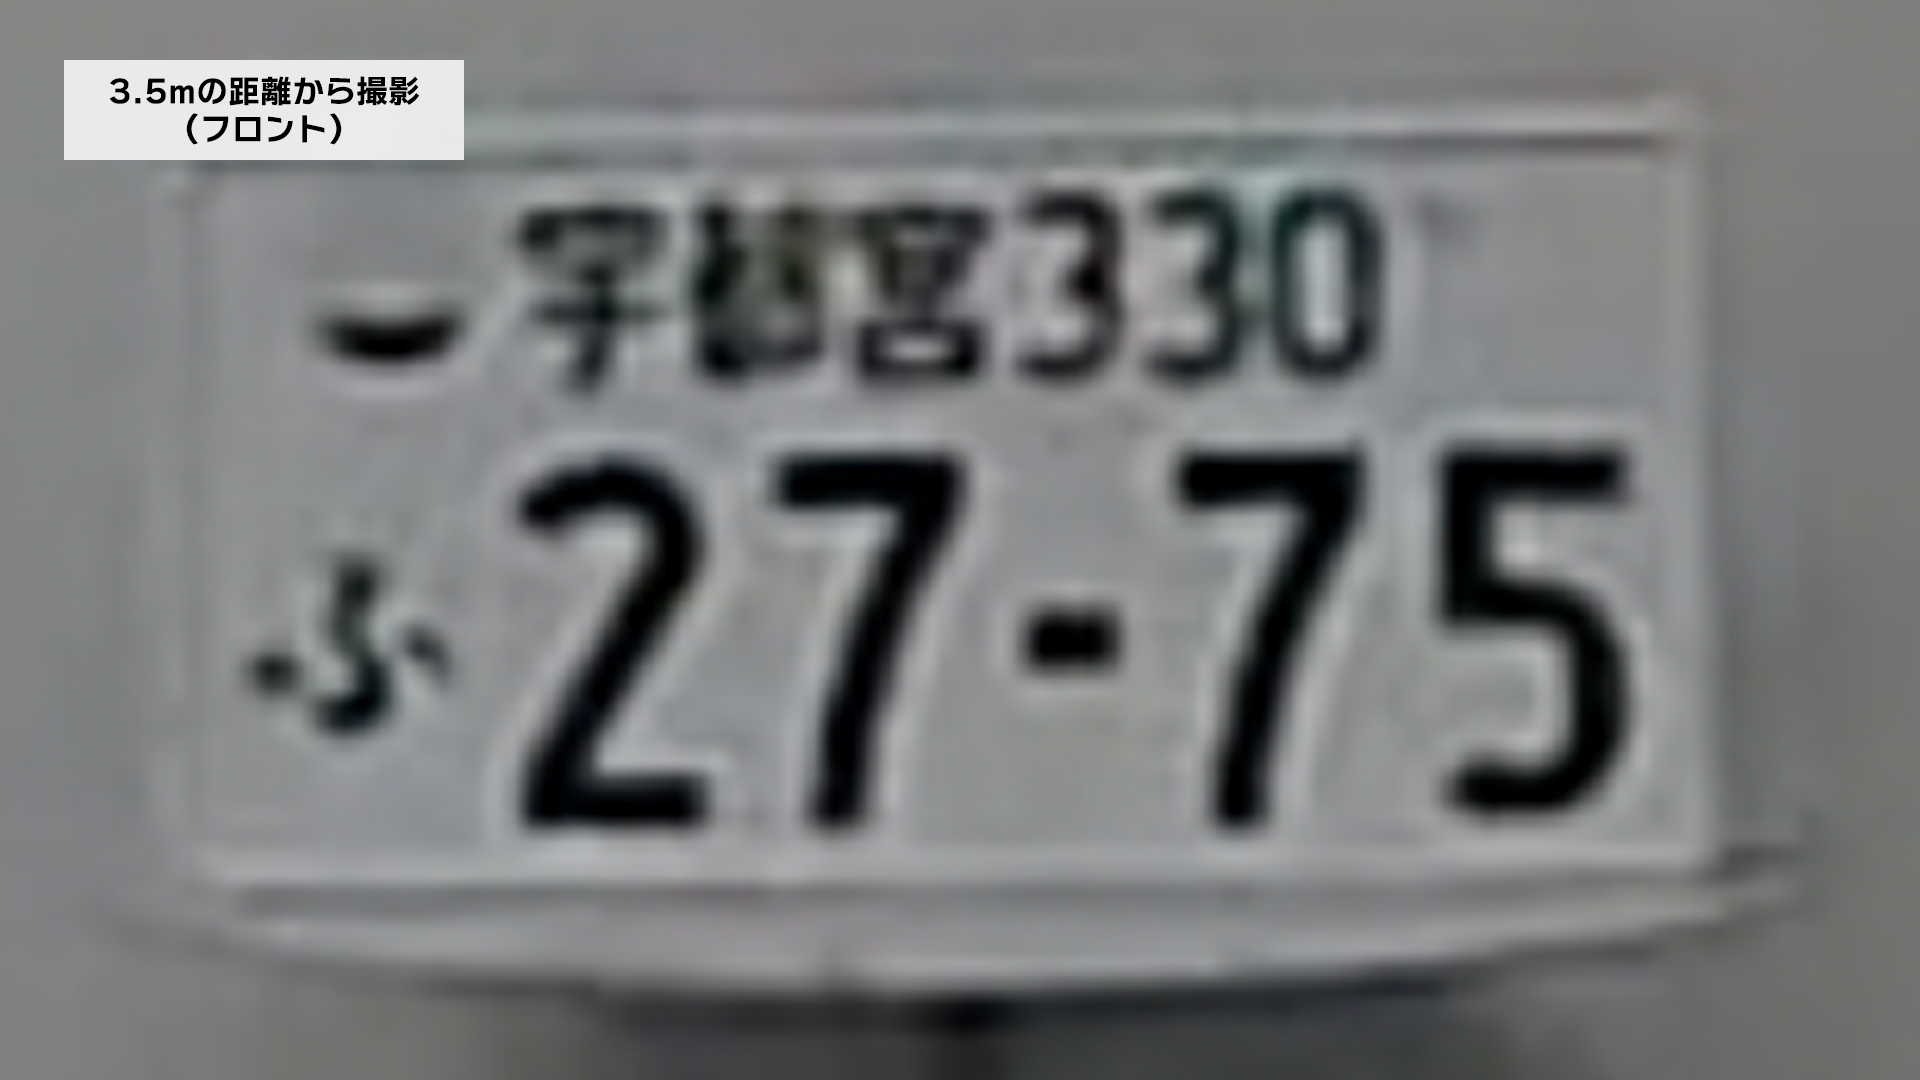 3.5mの距離から撮影
（フロント）
宇都宮330
ふ 27-75